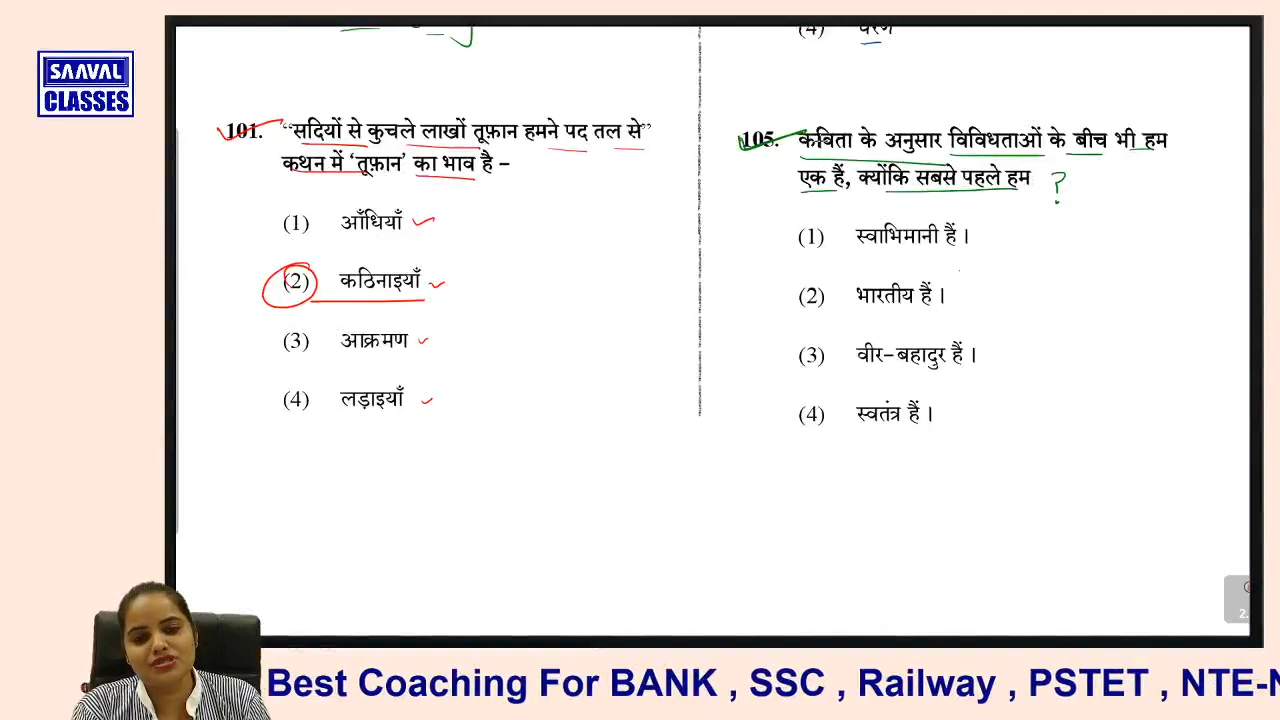 SAAVAL
CLASSES
101. “सदियों से कुचले लाखों तूफ़ान हमने पद तल से”
कथन में ‘तूफ़ान’ का भाव है –
(1) आँधियाँ
(2) कठिनाइयाँ
(3) आक्रमण
(4) लड़ाइयाँ
(4) चरण
105. कविता के अनुसार विविधताओं के बीच भी हम
एक हैं, क्योंकि सबसे पहले हम ?
(1) स्वाभिमानी हैं ।
(2) भारतीय हैं ।
(3) वीर–बहादुर हैं ।
(4) स्वतंत्र हैं ।
Best Coaching For BANK , SSC , Railway , PSTET , NTE-N